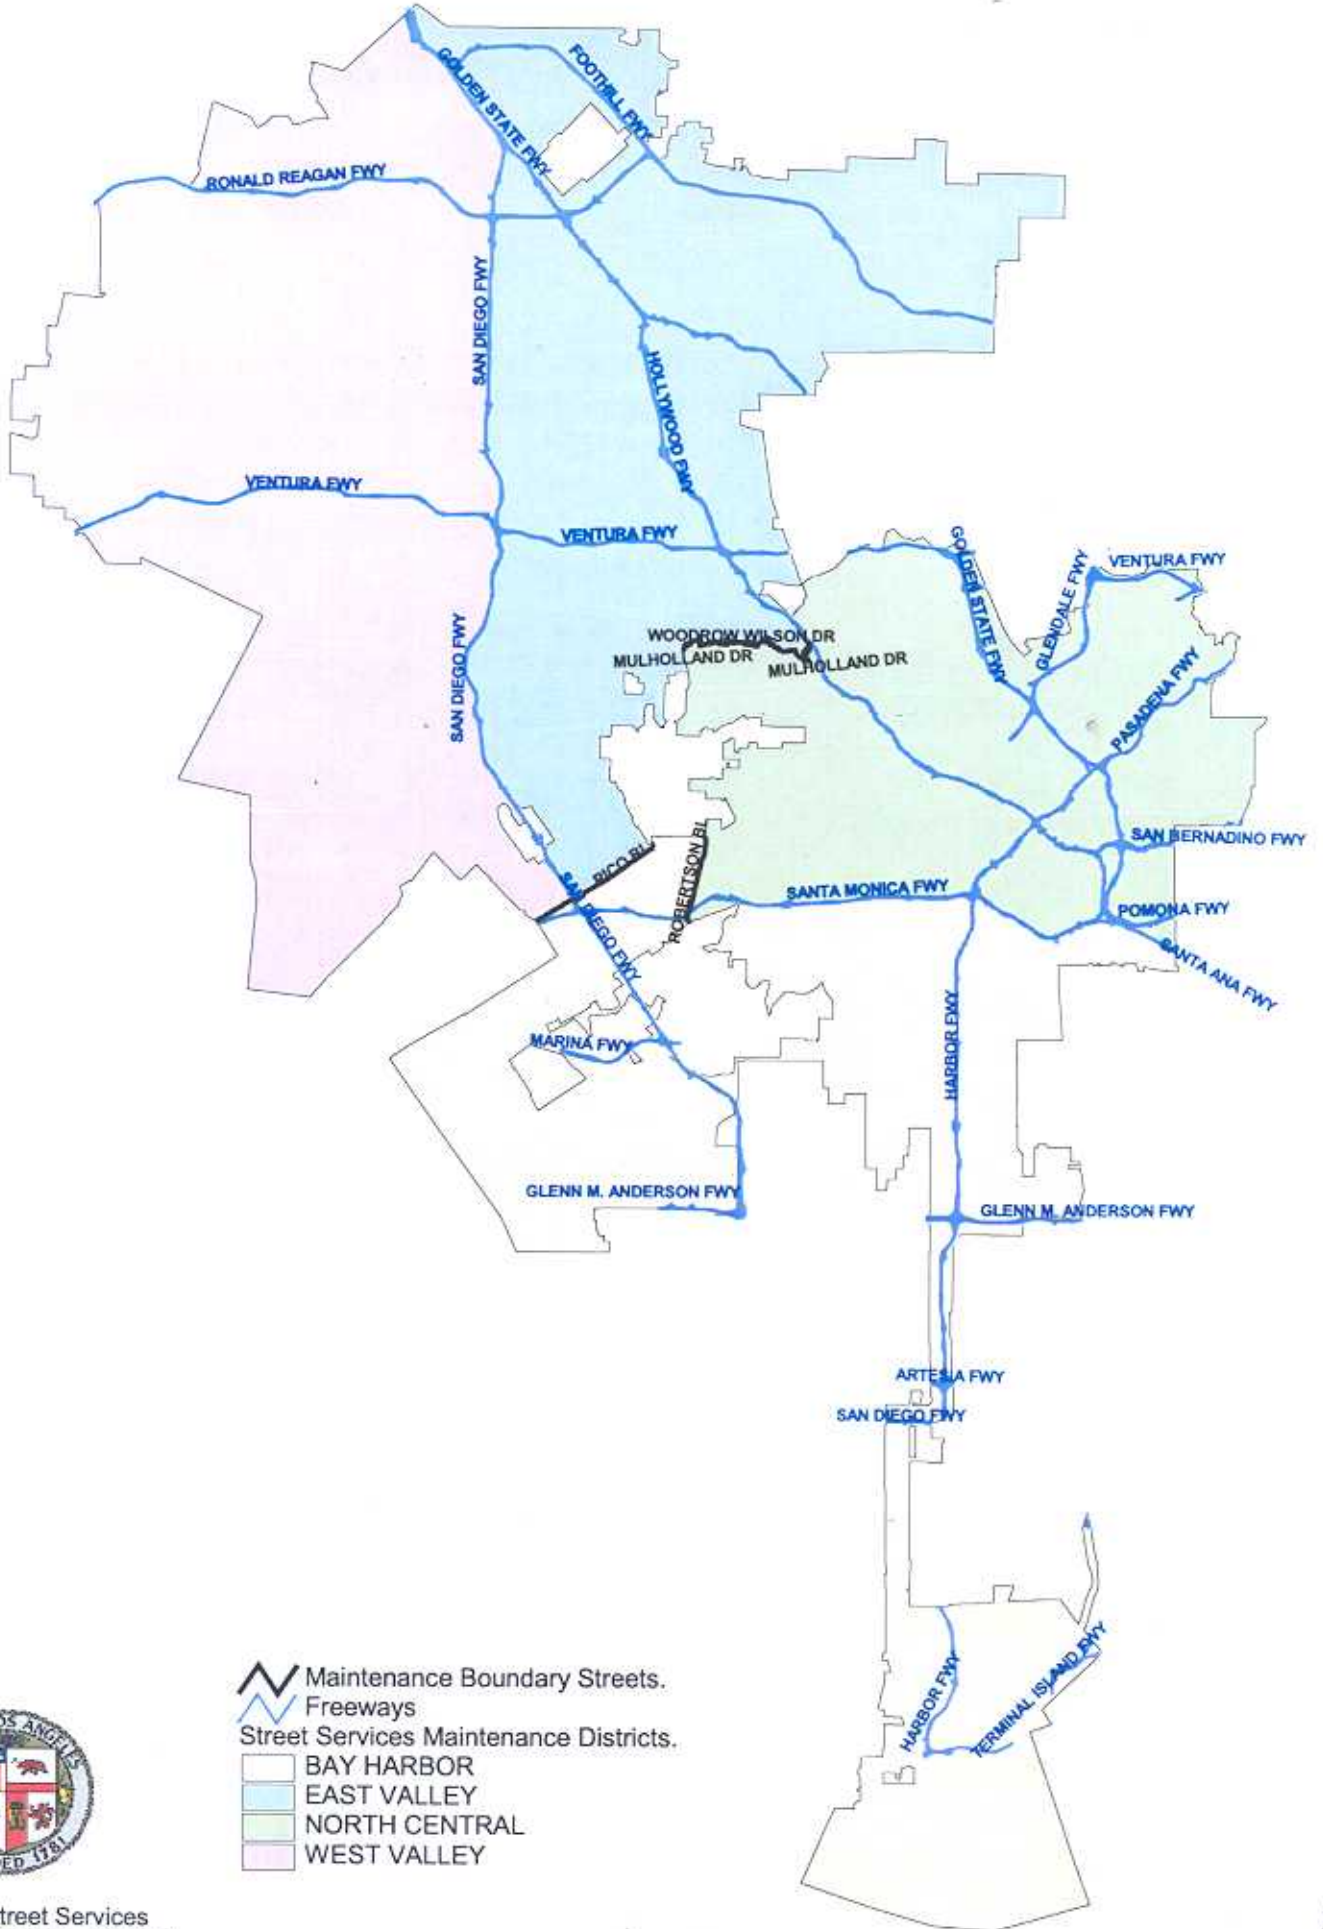 FOOTHILL FWY
GOLDEN STATE FWY
RONALD REAGAN FWY
SAN DIEGO FWY
HOLLYWOOD FWY
VENTURA FWY
VENTURA FWY
GOLDEN STATE FWY
GLENDALE FWY
VENTURA FWY
SAN DIEGO FWY
WOODROW WILSON DR
MULHOLLAND DR
MULHOLLAND DR
PASADENA FWY
SAN BERNADINO FWY
PICO BL
ROBERTSON BL
SANTA MONICA FWY
POMONA FWY
SAN DIEGO FWY
SANTA ANA FWY
MARINA FWY
HARBOR FWY
GLENN M. ANDERSON FWY
GLENN M. ANDERSON FWY
ARTESIA FWY
SAN DIEGO FWY
HARBOR FWY
TERMINAL ISLAND FWY
Maintenance Boundary Streets.
Freeways
Street Services Maintenance Districts.
BAY HARBOR
EAST VALLEY
NORTH CENTRAL
WEST VALLEY
OS ANGELES
ED 1781
treet Services